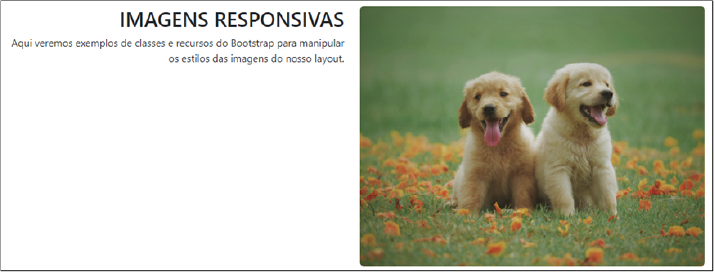 IMAGENS RESPONSIVAS
Aqui veremos exemplos de classes e recursos do Bootstrap para manipular
os estilos das imagens do nosso layout.